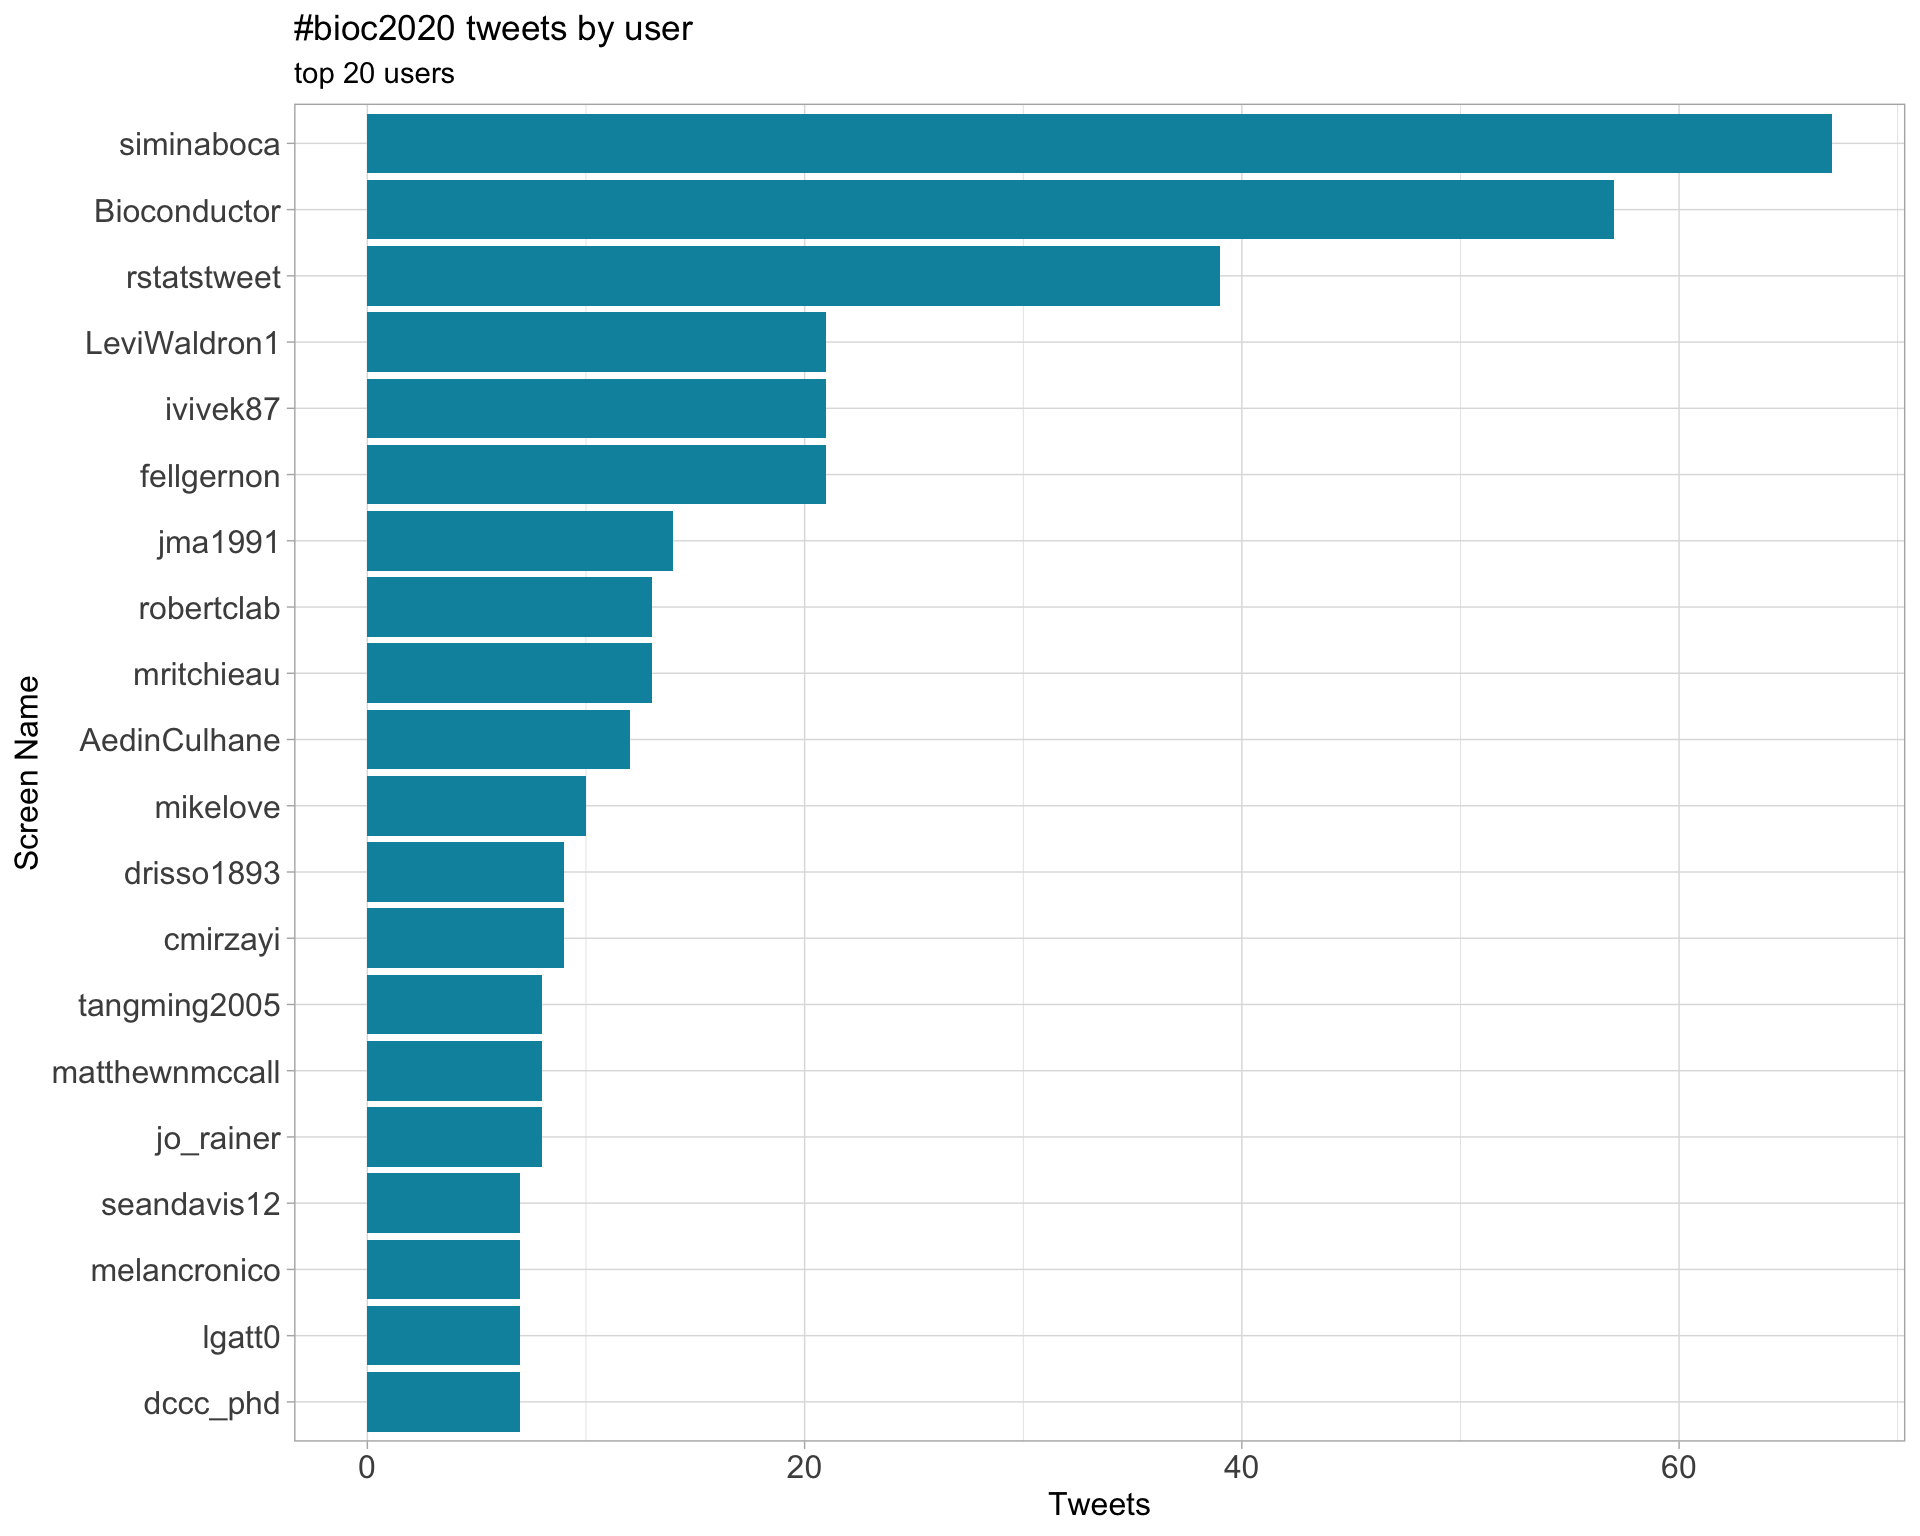 #bioc2020 tweets by user
top 20 users
Screen Name
siminaboca
Bioconductor
rstatstweet
LeviWaldron1
ivivek87
fellgernon
jma1991
robertclab
mritchieau
AedinCulhane
mikelove
drisso1893
cmirzayi
tangming2005
matthewnmccall
jo_rainer
seandavis12
melancronico
lgatt0
dccc_phd
0 20 40 60
Tweets